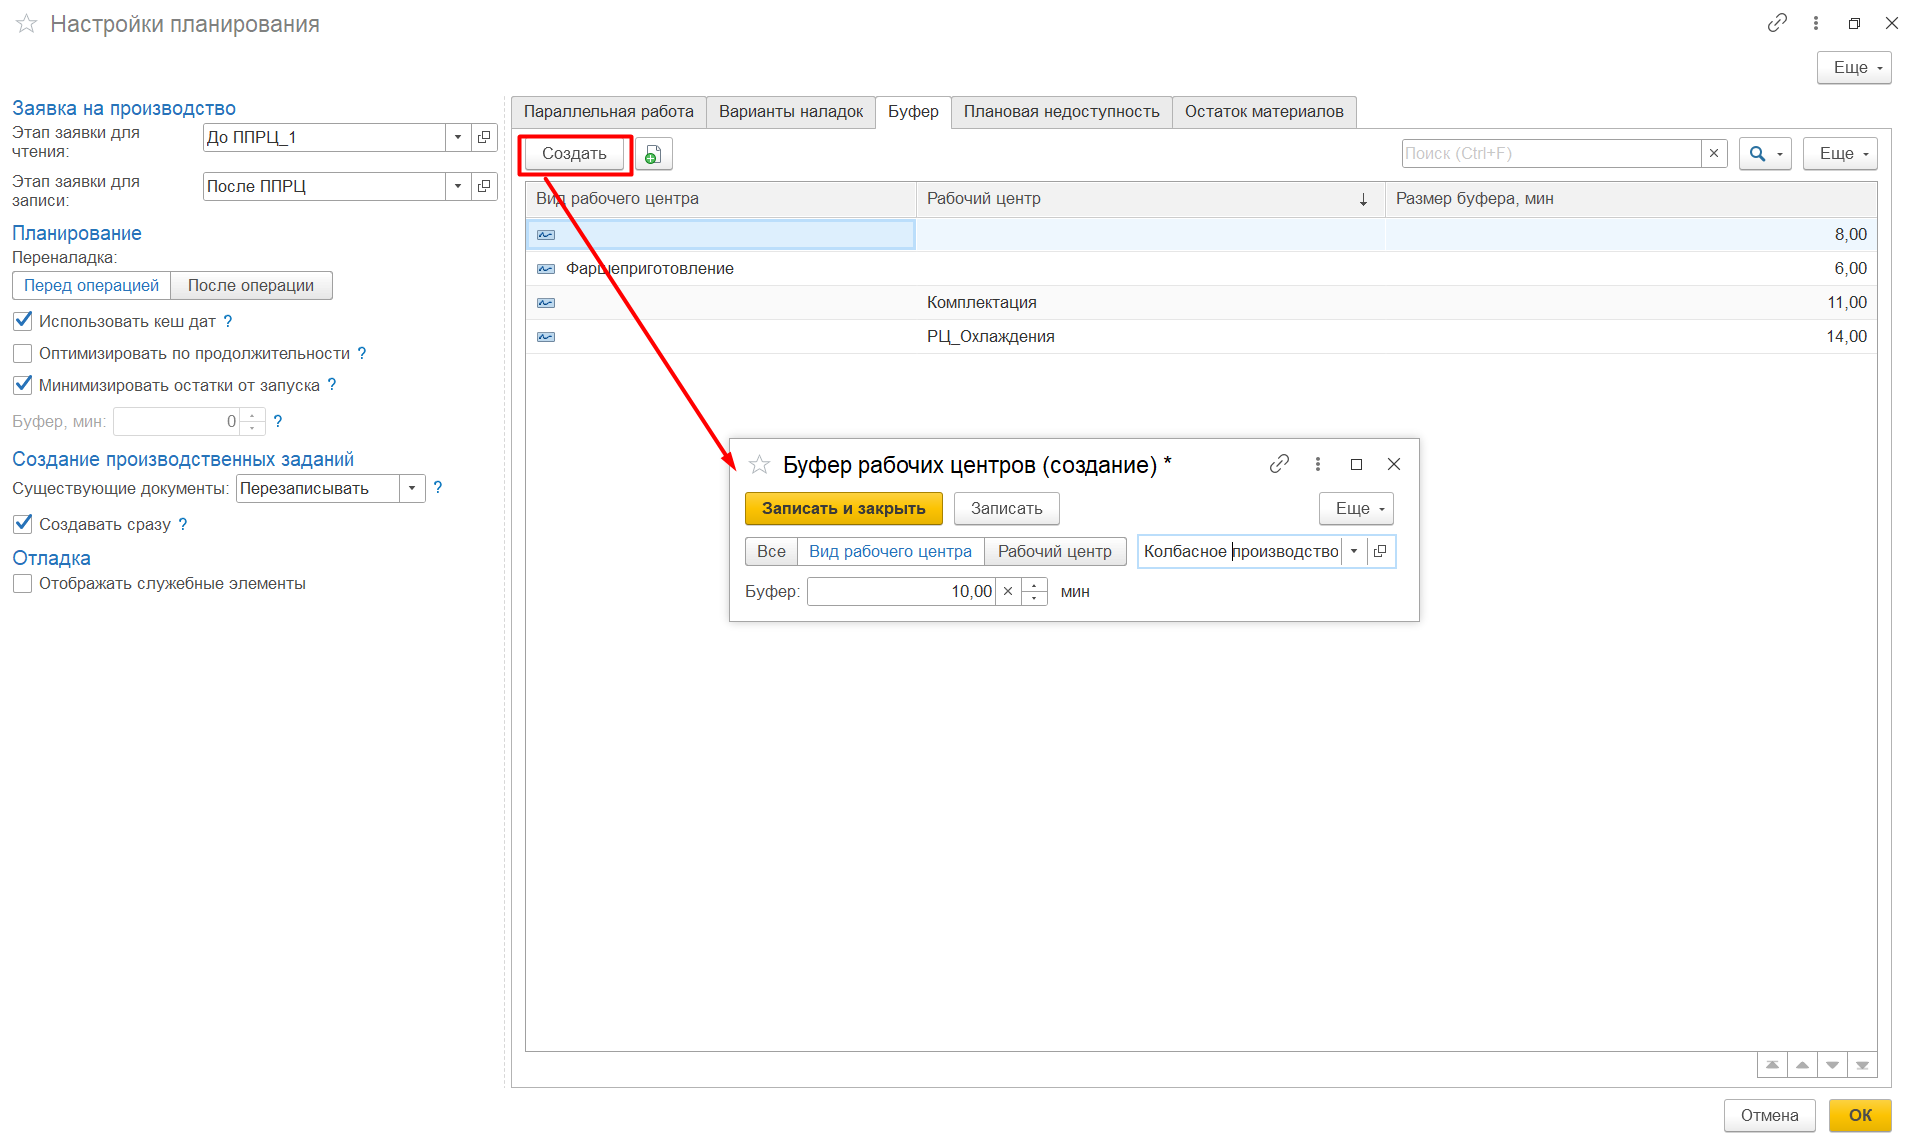 Настройки планирования
Еще
Заявка на производство
Этап заявки для
чтения:
До ППРЦ_1
Этап заявки для
записи:
После ППРЦ
Планирование
Переналадка:
Перед операцией После операции
Использовать кеш дат ?
Оптимизировать по продолжительности ?
Минимизировать остатки от запуска ?
Буфер, мин: 0 ?
Создание производственных заданий
Существующие документы: Перезаписывать ?
Создавать сразу ?
Отладка
Отображать служебные элементы
Параллельная работа Варианты наладок Буфер Плановая недоступность Остаток материалов
Создать Поиск (Ctrl+F) Еще
Вид рабочего центра Рабочий центр Размер буфера, мин
8,00
Фаршеприготовление 6,00
Комплектация 11,00
РЦ_Охлаждения 14,00
Буфер рабочих центров (создание) *
Записать и закрыть Записать Еще
Все Вид рабочего центра Рабочий центр Колбасное производство
Буфер: 10,00 мин
Отмена ОК